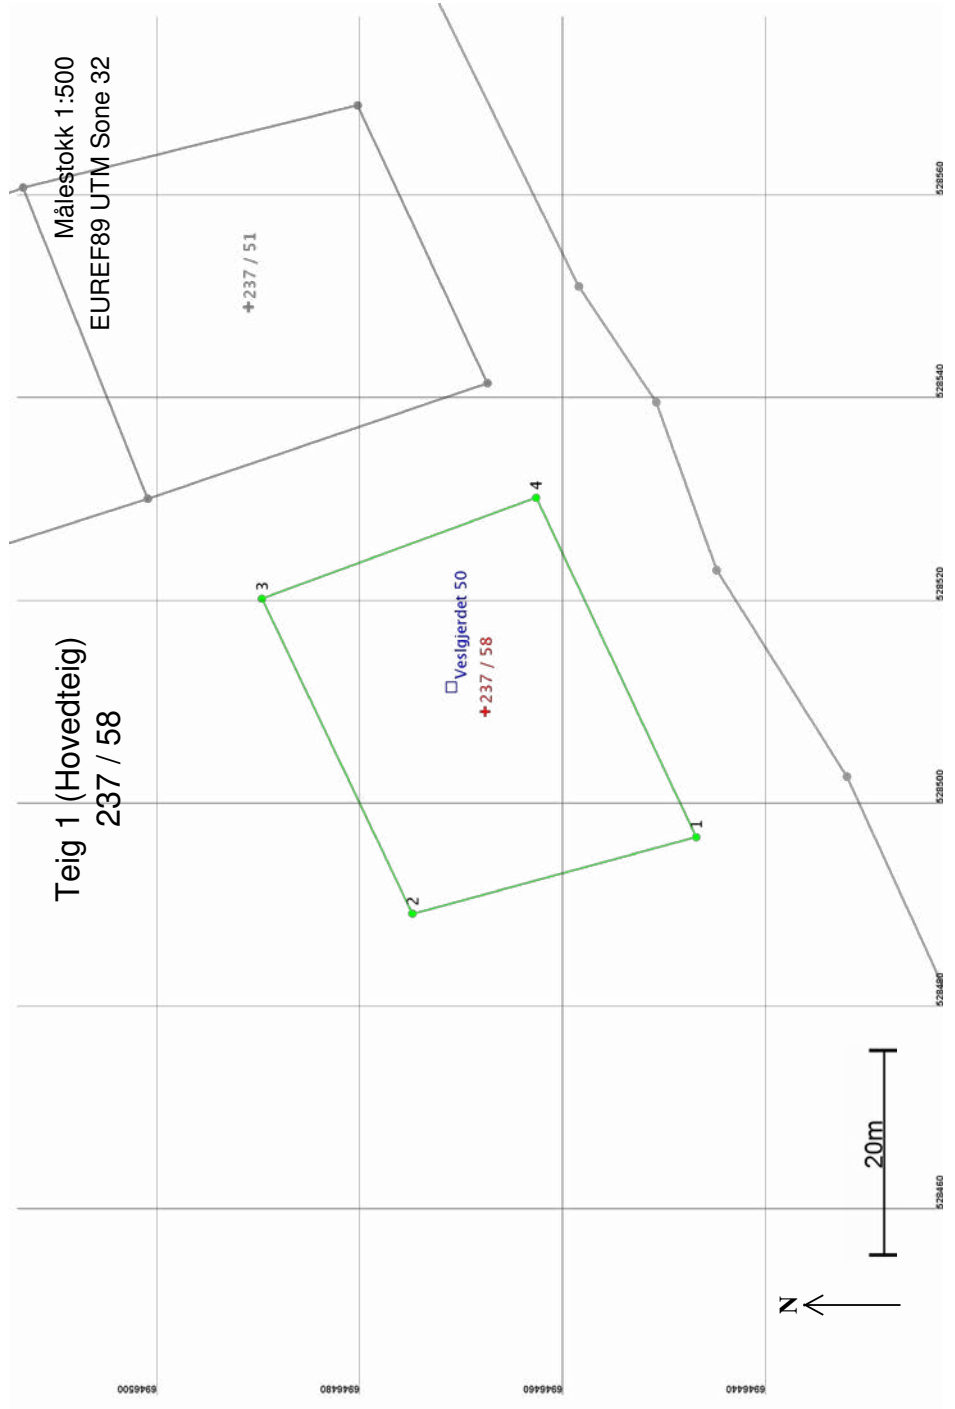 Teig 1 (Hovedteig)
237 / 58
Målestokk 1:500
EUREF89 UTM Sone 32
+237 / 51
3
4
Veslgjerdet 50
+237 / 58
2
1
6946500
6946480
6946460
6946440
528460
528480
528500
528520
528540
528560
20m
N